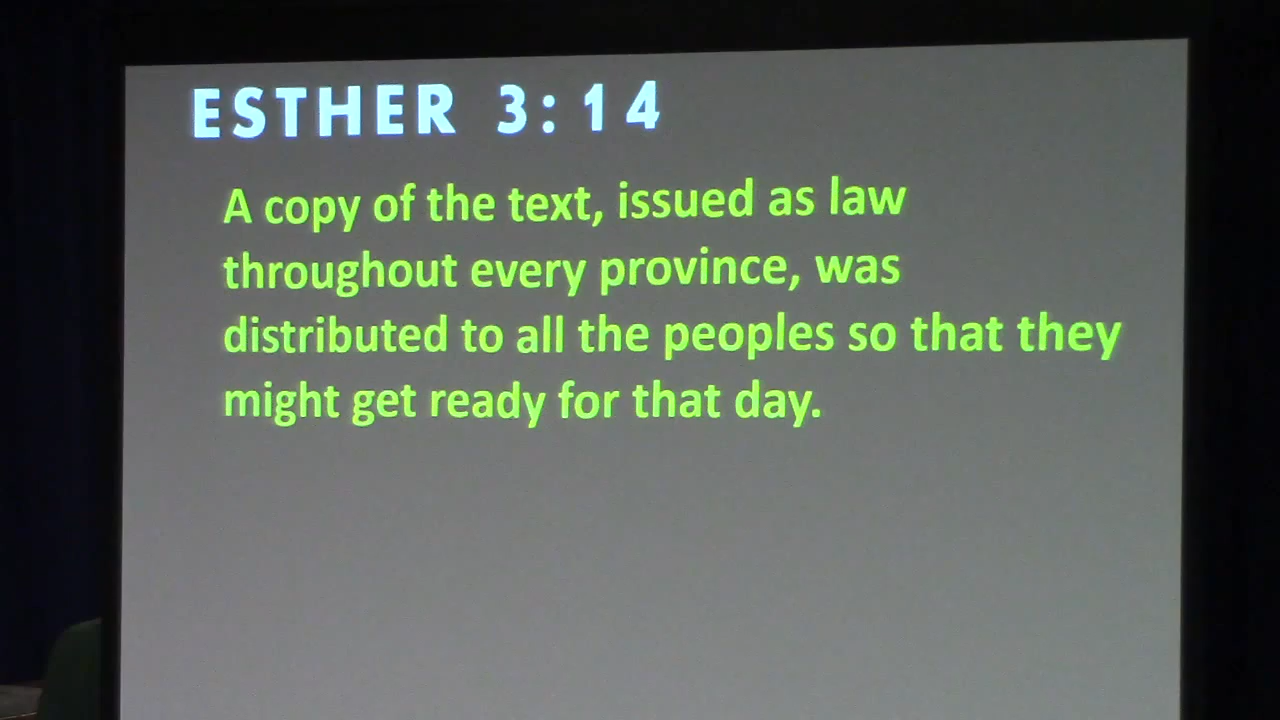 ESTHER 3:14
A copy of the text, issued as law
throughout every province, was
distributed to all the peoples so that they
might get ready for that day.